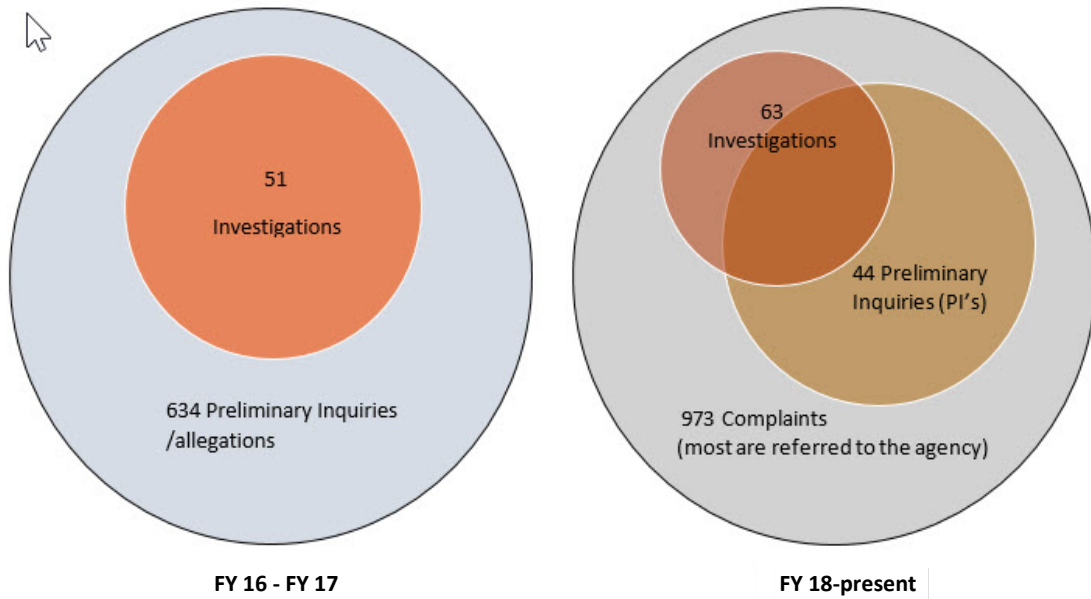 51
Investigations
634 Preliminary Inquiries
/allegations
FY 16 - FY 17
63
Investigations
44 Preliminary
Inquiries (PI's)
973 Complaints
(most are referred to the agency)
FY 18-present